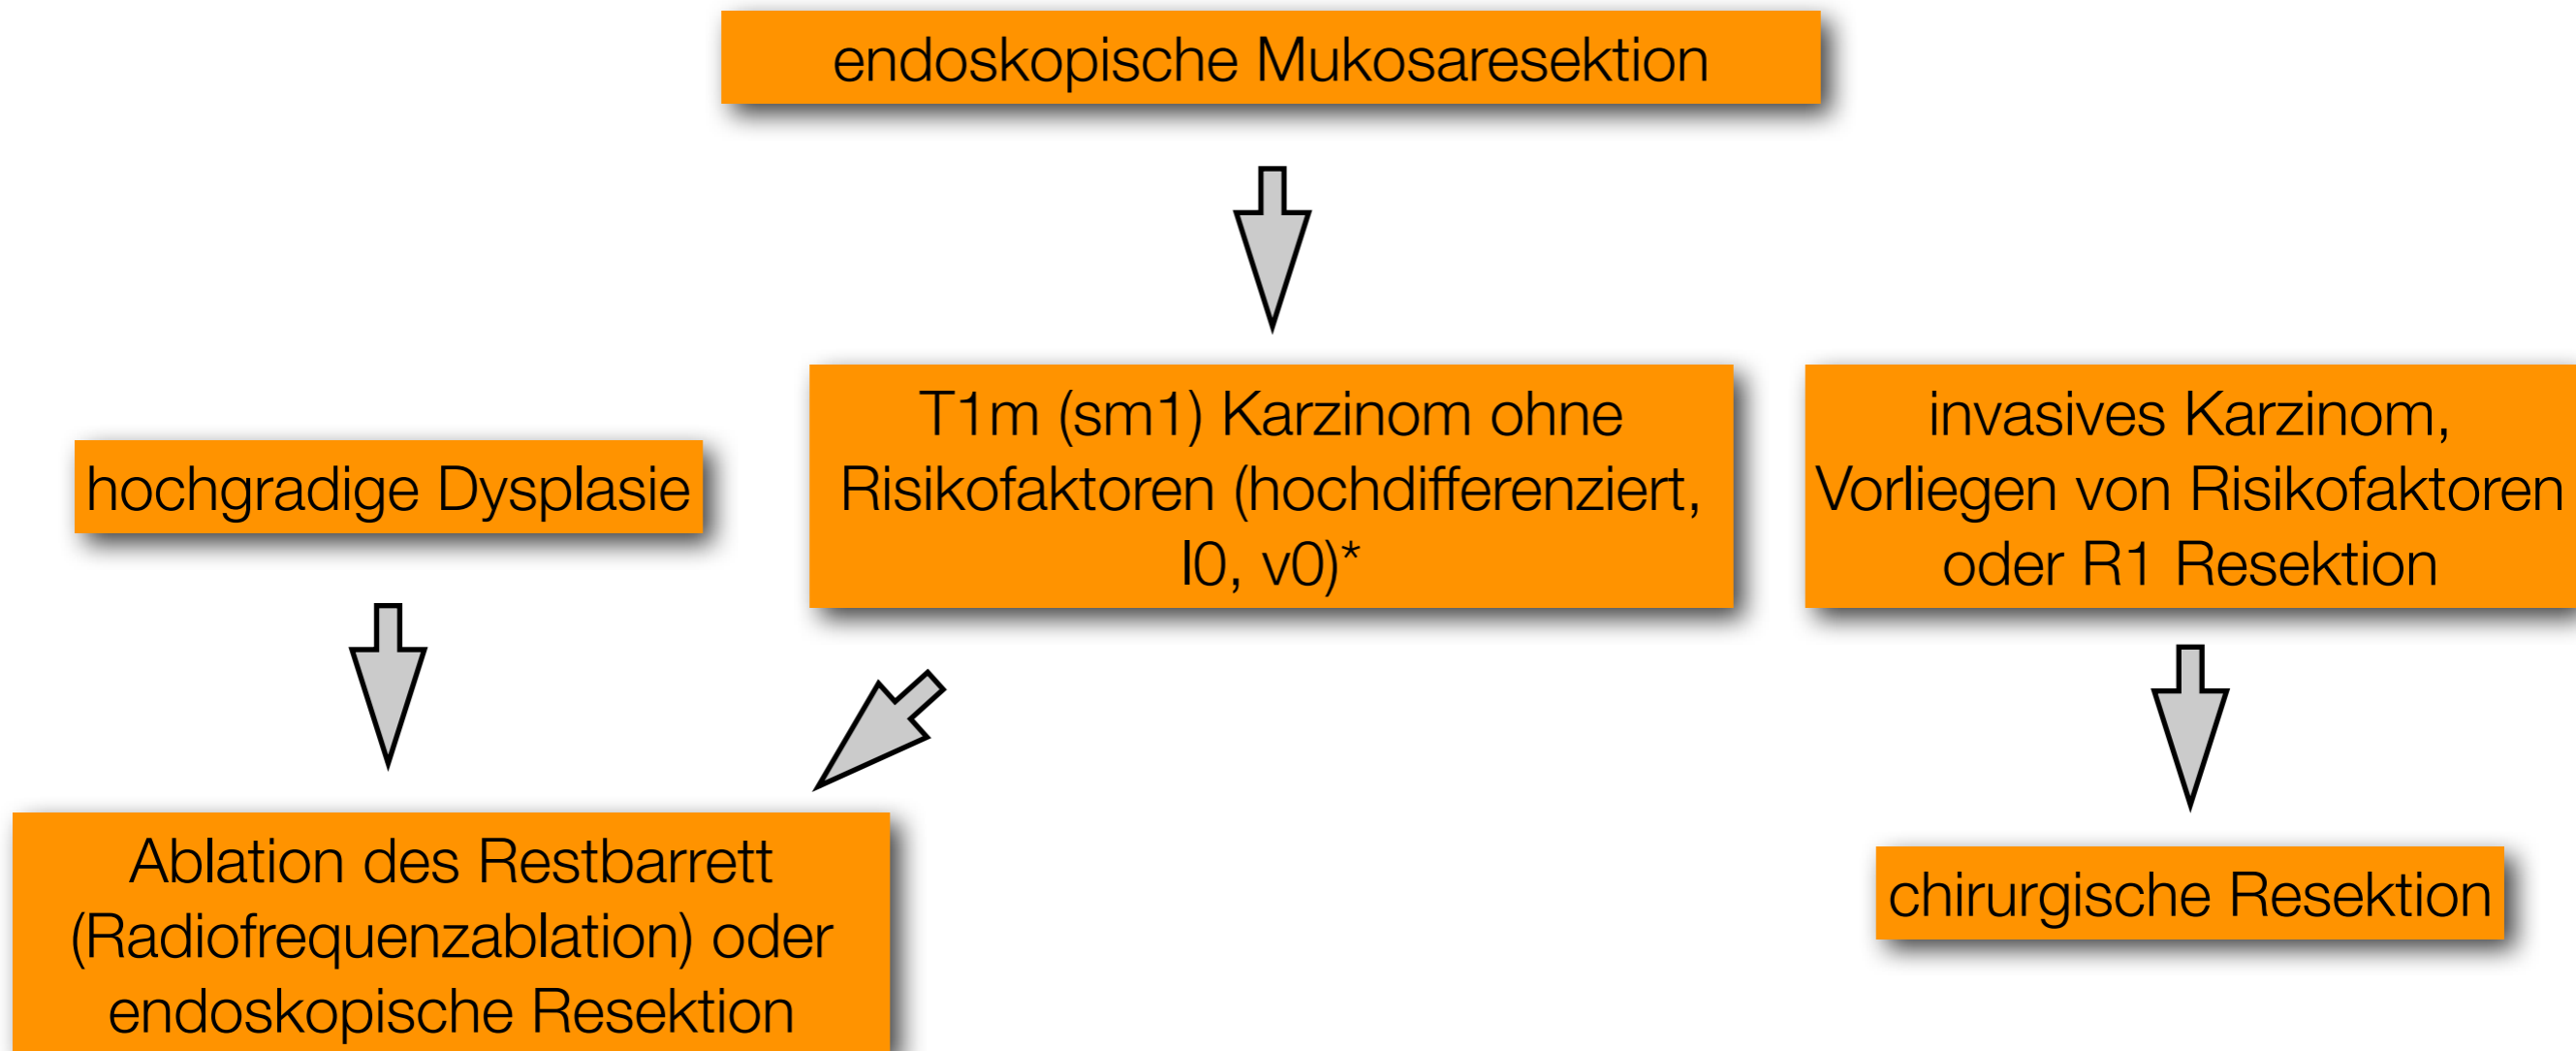 endoskopische Mukosaresektion
hochgradige Dysplasie
T1m (sm1) Karzinom ohne
Risikofaktoren (hochdifferenziert,
l0, v0)*
invasives Karzinom,
Vorliegen von Risikofaktoren
oder R1 Resektion
Ablation des Restbarrett
(Radiofrequenzablation) oder
endoskopische Resektion
chirurgische Resektion